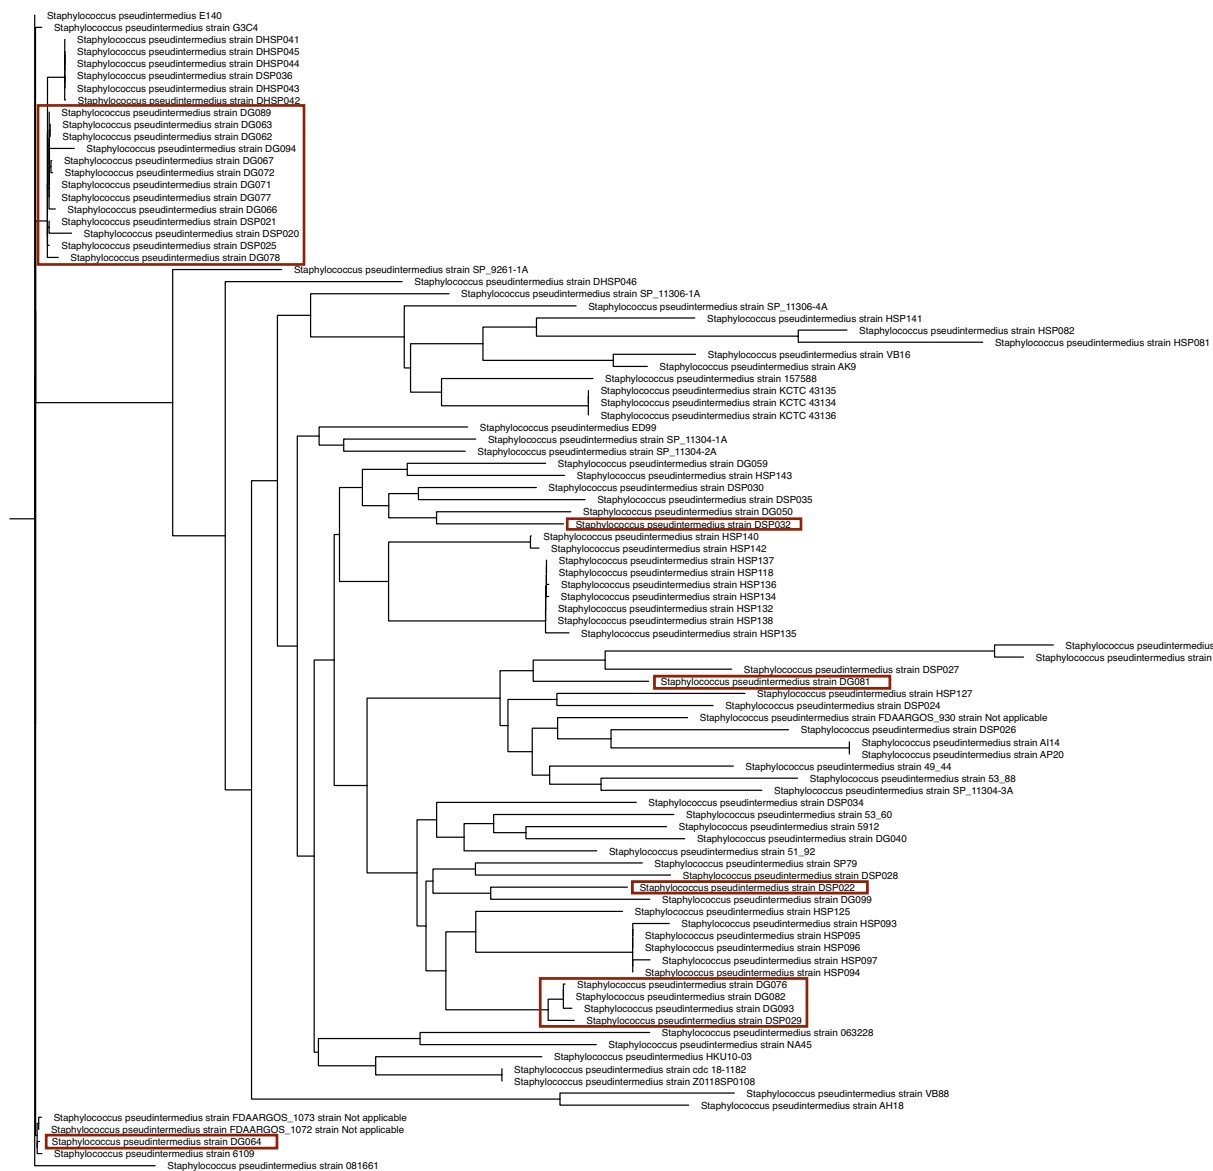 Staphylococcus pseudintermedius E140
Staphylococcus pseudintermedius strain G3C4
Staphylococcus pseudintermedius strain DHSP041
Staphylococcus pseudintermedius strain DHSP045
Staphylococcus pseudintermedius strain DHSP044
Staphylococcus pseudintermedius strain DSP036
Staphylococcus pseudintermedius strain DHSP043
Staphylococcus pseudintermedius strain DHSP042
Staphylococcus pseudintermedius strain DG089
Staphylococcus pseudintermedius strain DG063
Staphylococcus pseudintermedius strain DG062
Staphylococcus pseudintermedius strain DG094
Staphylococcus pseudintermedius strain DG067
Staphylococcus pseudintermedius strain DG072
Staphylococcus pseudintermedius strain DG071
Staphylococcus pseudintermedius strain DG077
Staphylococcus pseudintermedius strain DG066
Staphylococcus pseudintermedius strain DSP021
Staphylococcus pseudintermedius strain DSP020
Staphylococcus pseudintermedius strain DSP025
Staphylococcus pseudintermedius strain DG078
Staphylococcus pseudintermedius strain SP_9261-1A
Staphylococcus pseudintermedius strain DHSP046
Staphylococcus pseudintermedius strain SP_11306-1A
Staphylococcus pseudintermedius strain SP_11306-4A
Staphylococcus pseudintermedius strain HSP141
Staphylococcus pseudintermedius strain HSP082
Staphylococcus pseudintermedius strain HSP081
Staphylococcus pseudintermedius strain VB16
Staphylococcus pseudintermedius strain AK9
Staphylococcus pseudintermedius strain 157588
Staphylococcus pseudintermedius strain KCTC 43135
Staphylococcus pseudintermedius strain KCTC 43134
Staphylococcus pseudintermedius strain KCTC 43136
Staphylococcus pseudintermedius ED99
Staphylococcus pseudintermedius strain SP_11304-1A
Staphylococcus pseudintermedius strain SP_11304-2A
Staphylococcus pseudintermedius strain DG059
Staphylococcus pseudintermedius strain HSP143
Staphylococcus pseudintermedius strain DSP030
Staphylococcus pseudintermedius strain DSP035
Staphylococcus pseudintermedius strain DG050
Staphylococcus pseudintermedius strain DSP032
Staphylococcus pseudintermedius strain HSP140
Staphylococcus pseudintermedius strain HSP142
Staphylococcus pseudintermedius strain HSP137
Staphylococcus pseudintermedius strain HSP118
Staphylococcus pseudintermedius strain HSP136
Staphylococcus pseudintermedius strain HSP134
Staphylococcus pseudintermedius strain HSP132
Staphylococcus pseudintermedius strain HSP138
Staphylococcus pseudintermedius strain HSP135
Staphylococcus pseudintermedius
Staphylococcus pseudintermedius strain
Staphylococcus pseudintermedius strain DSP027
Staphylococcus pseudintermedius strain DG081
Staphylococcus pseudintermedius strain HSP127
Staphylococcus pseudintermedius strain DSP024
Staphylococcus pseudintermedius strain FDAARGOS_930 strain Not applicable
Staphylococcus pseudintermedius strain DSP026
Staphylococcus pseudintermedius strain AI14
Staphylococcus pseudintermedius strain AP20
Staphylococcus pseudintermedius strain 49_44
Staphylococcus pseudintermedius strain 53_88
Staphylococcus pseudintermedius strain SP_11304-3A
Staphylococcus pseudintermedius strain DSP034
Staphylococcus pseudintermedius strain 53_60
Staphylococcus pseudintermedius strain 5912
Staphylococcus pseudintermedius strain DG040
Staphylococcus pseudintermedius strain 51_92
Staphylococcus pseudintermedius strain SP79
Staphylococcus pseudintermedius strain DSP028
Staphylococcus pseudintermedius strain DSP022
Staphylococcus pseudintermedius strain DG099
Staphylococcus pseudintermedius strain HSP125
Staphylococcus pseudintermedius strain HSP093
Staphylococcus pseudintermedius strain HSP095
Staphylococcus pseudintermedius strain HSP096
Staphylococcus pseudintermedius strain HSP097
Staphylococcus pseudintermedius strain HSP094
Staphylococcus pseudintermedius strain DG076
Staphylococcus pseudintermedius strain DG082
Staphylococcus pseudintermedius strain DG093
Staphylococcus pseudintermedius strain DSP029
Staphylococcus pseudintermedius strain 063228
Staphylococcus pseudintermedius strain NA45
Staphylococcus pseudintermedius HKU10-03
Staphylococcus pseudintermedius strain cdc 18-1182
Staphylococcus pseudintermedius strain Z0118SP0108
Staphylococcus pseudintermedius strain VB88
Staphylococcus pseudintermedius strain AH18
Staphylococcus pseudintermedius strain FDAARGOS_1073 strain Not applicable
Staphylococcus pseudintermedius strain FDAARGOS_1072 strain Not applicable
Staphylococcus pseudintermedius strain DG064
Staphylococcus pseudintermedius strain 6109
Staphylococcus pseudintermedius strain 081661